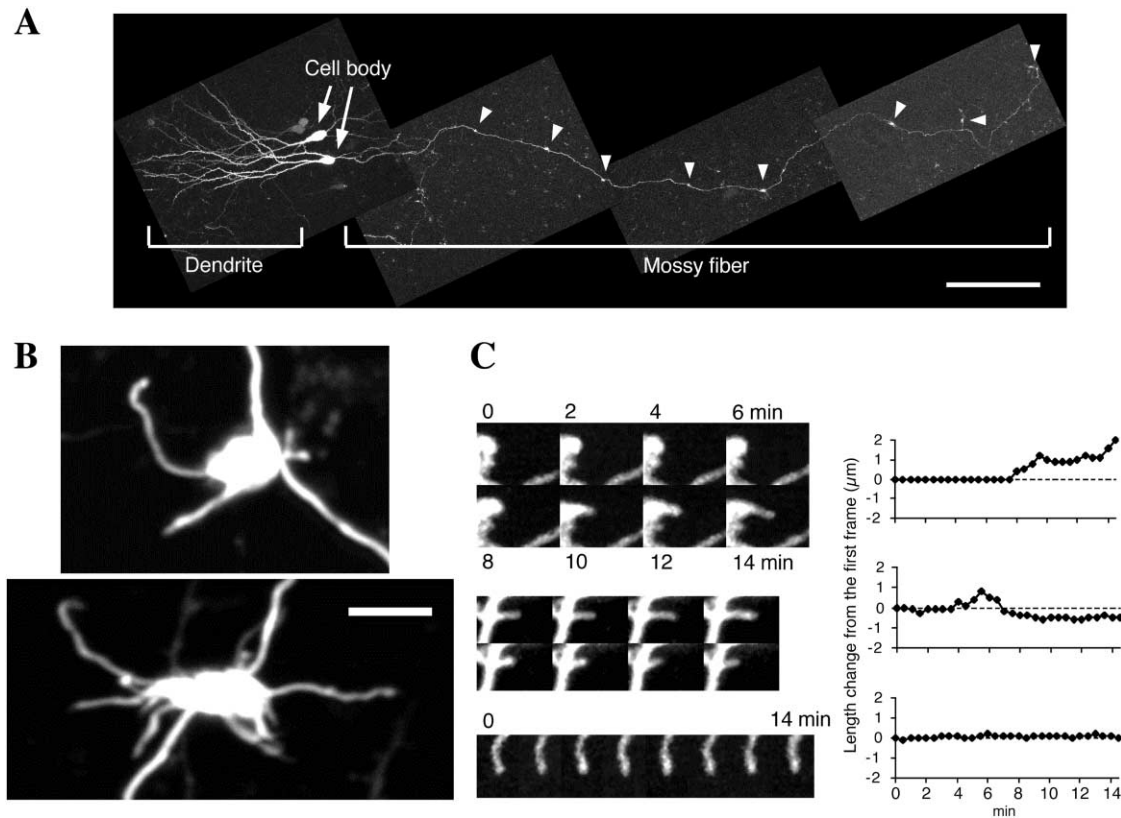 A
Cell body
Dendrite
Mossy fiber
B
C
0 2 4 6 min
8 10 12 14 min
0 14 min
Length change from the first frame (µm)
2
1
0
-1
-2
2
1
0
-1
-2
2
1
0
-1
-2
0 2 4 6 8 10 12 14
min